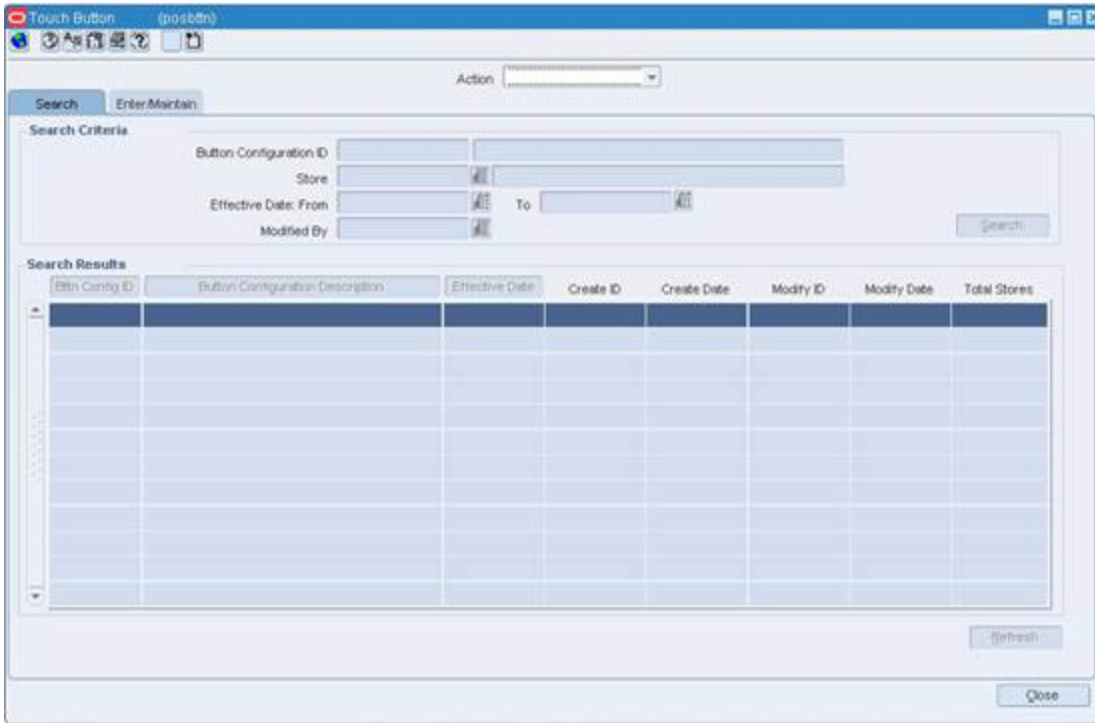 Touch Button (posbttn)
Action
Search Enter/Maintain
Search Criteria
Button Configuration ID
Store
Effective Date: From To
Modified By
Search
Search Results
Bttn Config ID Button Configuration Description Effective Date Create ID Create Date Modify ID Modify Date Total Stores
Refresh
Close